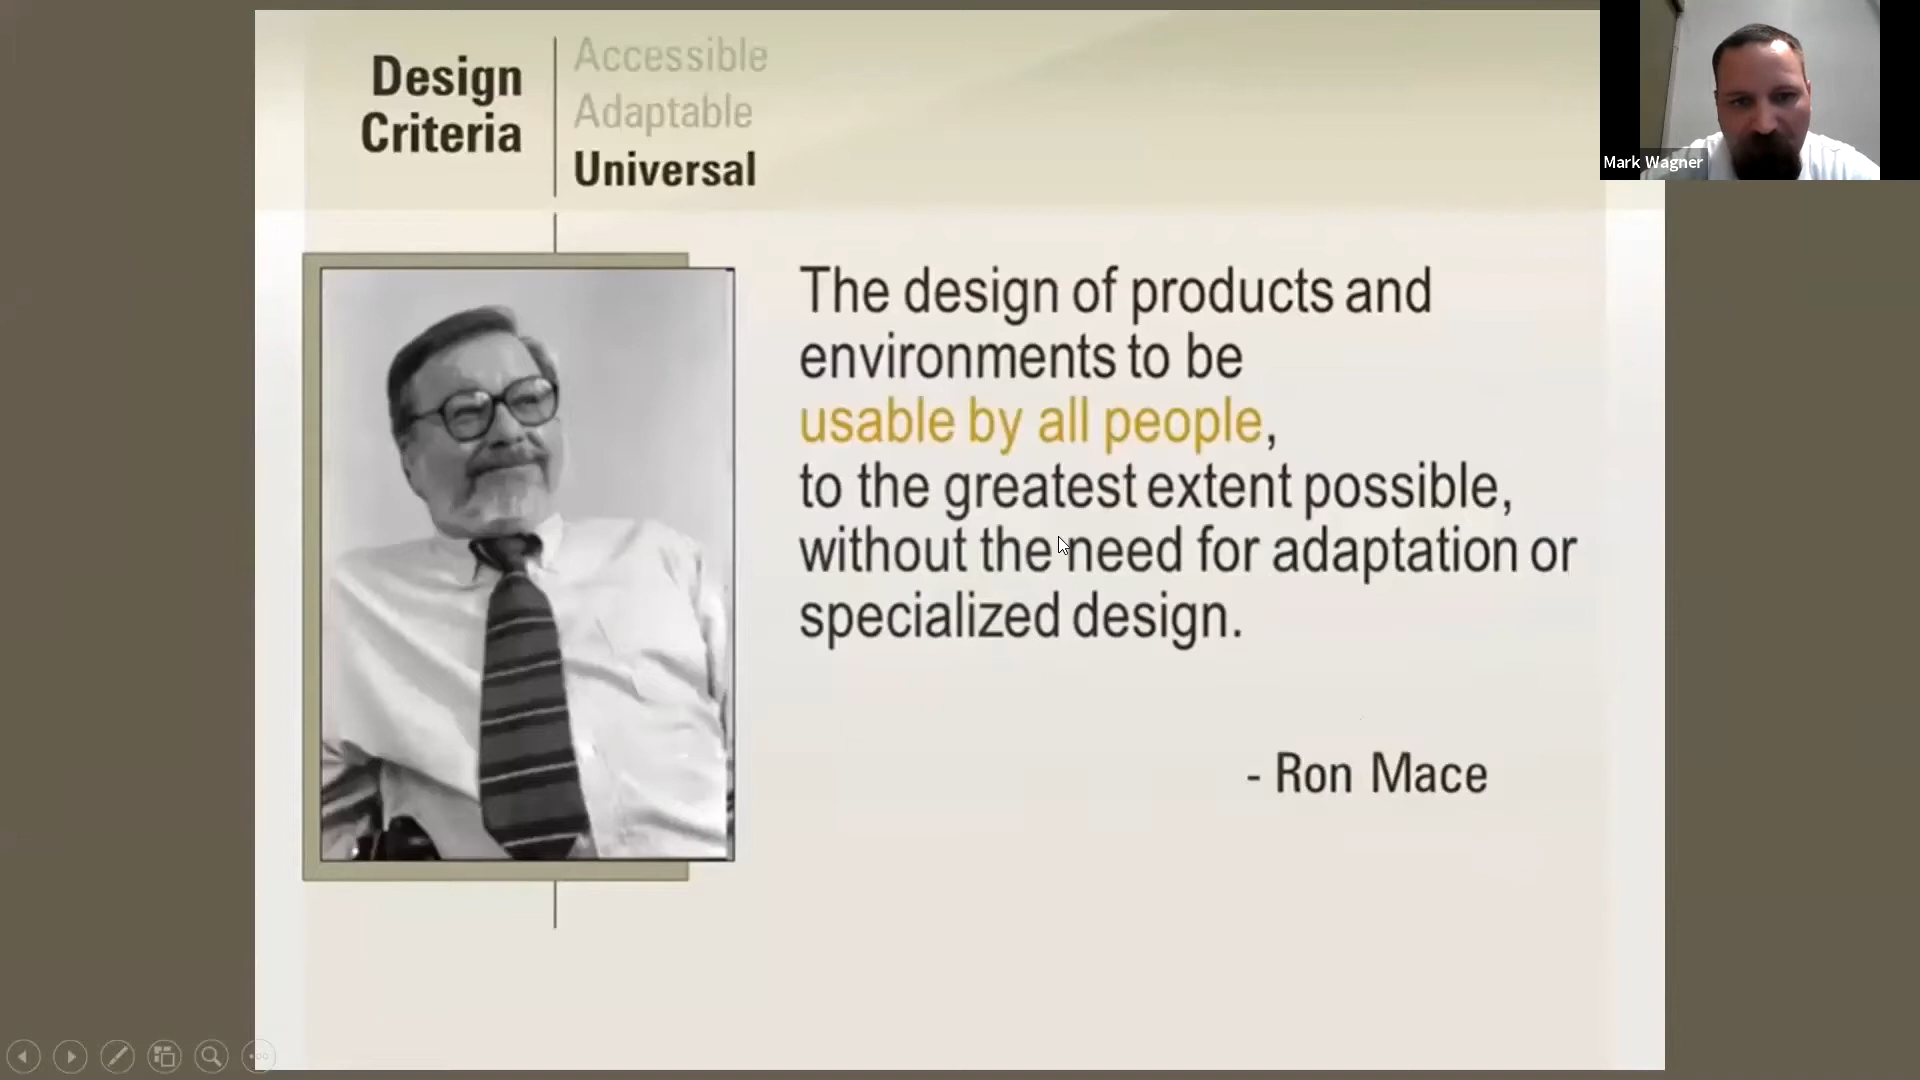 Design
Criteria
Accessible
Adaptable
Universal
Mark Wagner
The design of products and
environments to be
usable by all people,
to the greatest extent possible,
without the need for adaptation or
specialized design.
- Ron Mace